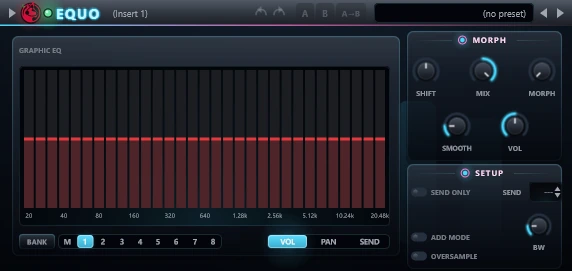 EQUO (Insert 1) A B A→B (no preset)
GRAPHIC EQ
MORPH
SHIFT MIX MORPH
SMOOTH VOL
20 40 80 160 320 640 1.28k 2.56k 5.12k 10.24k 20.48k
BANK M 1 2 3 4 5 6 7 8 VOL PAN SEND
SETUP
SEND ONLY SEND ---
ADD MODE BW
OVERSAMPLE